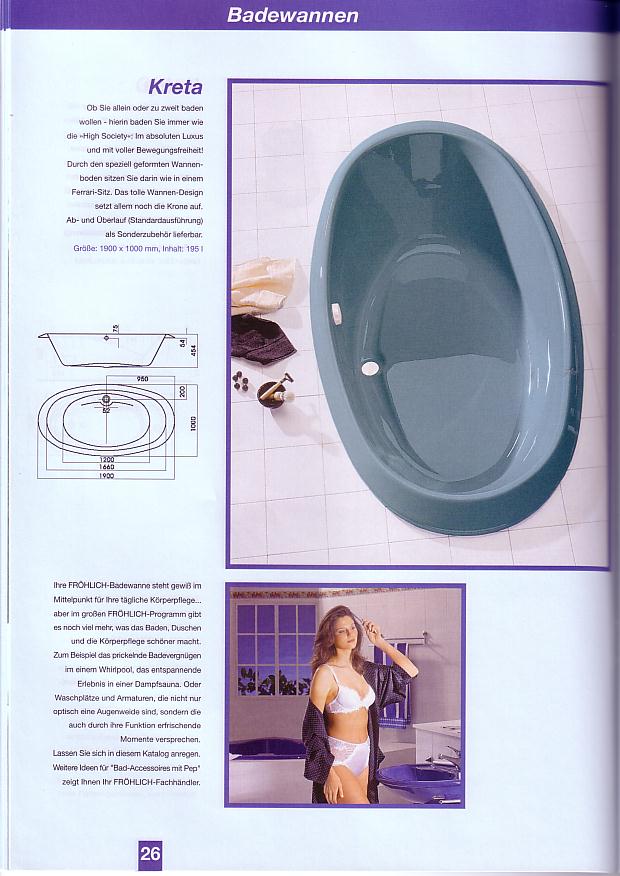 Badewannen
Kreta
Ob Sie allein oder zu zweit baden
wollen - hierin baden Sie immer wie
die »High Society«: Im absoluten Luxus
und mit voller Bewegungsfreiheit!
Durch den speziell geformten Wannen-
boden sitzen Sie darin wie in einem
Ferrari-Sitz. Das tolle Wannen-Design
setzt allem noch die Krone auf.
Ab- und Überlauf (Standardausführung)
als Sonderzubehör lieferbar.
Größe: 1900 x 1000 mm, Inhalt: 195 l
75
54
454
950
200
52
1000
1200
1660
1900
Ihre FRÖHLICH-Badewanne steht gewiß im
Mittelpunkt für Ihre tägliche Körperpflege...
aber im großen FRÖHLICH-Programm gibt
es noch viel mehr, was das Baden, Duschen
und die Körperpflege schöner macht.
Zum Beispiel das prickelnde Badevergnügen
im einem Whirlpool, das entspannende
Erlebnis in einer Dampfsauna. Oder
Waschplätze und Armaturen, die nicht nur
optisch eine Augenweide sind, sondern die
auch durch ihre Funktion erfrischende
Momente versprechen.
Lassen Sie sich in diesem Katalog anregen.
Weitere Ideen für "Bad-Accessoires mit Pep"
zeigt Ihnen Ihr FRÖHLICH-Fachhändler.
26